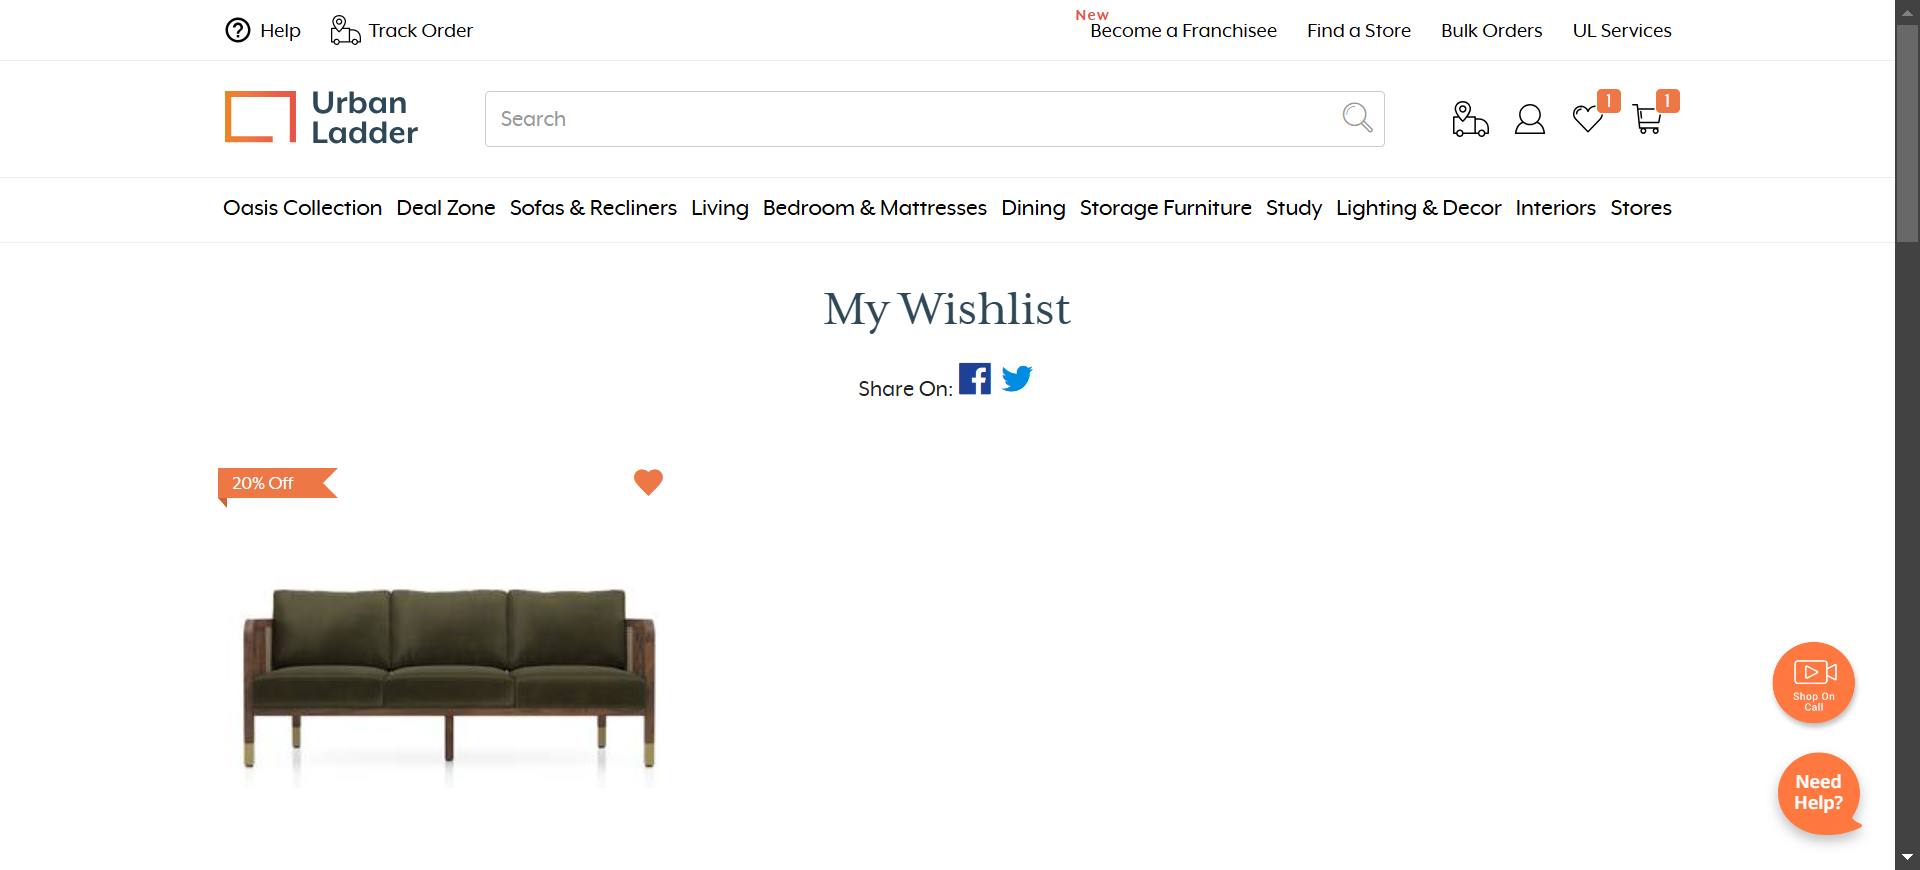 Help
Track Order
New
Become a Franchisee
Find a Store
Bulk Orders
UL Services
Urban
Ladder
Search
1
1
Oasis Collection
Deal Zone
Sofas & Recliners
Living
Bedroom & Mattresses
Dining
Storage Furniture
Study
Lighting & Decor
Interiors
Stores
My Wishlist
Share On:
20% Off
Shop On
Call
Need
Help?